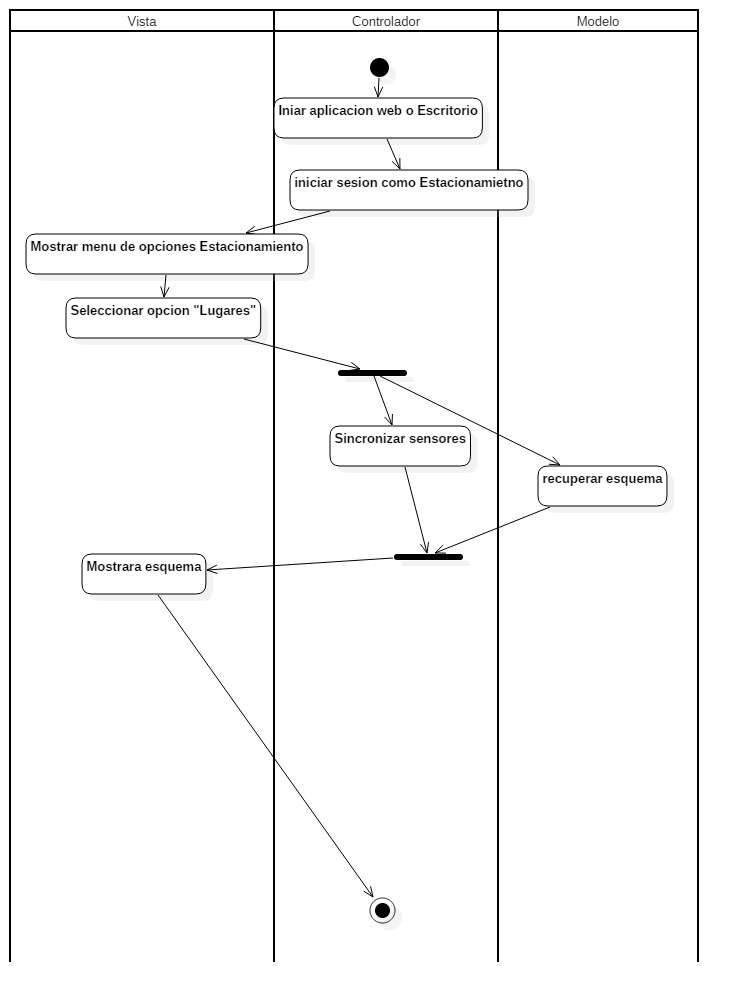 Vista
Controlador
Modelo
Iniar aplicacion web o Escritorio
iniciar sesion como Estacionamietno
Mostrar menu de opciones Estacionamiento
Seleccionar opcion "Lugares"
Sincronizar sensores
recuperar esquema
Mostrara esquema